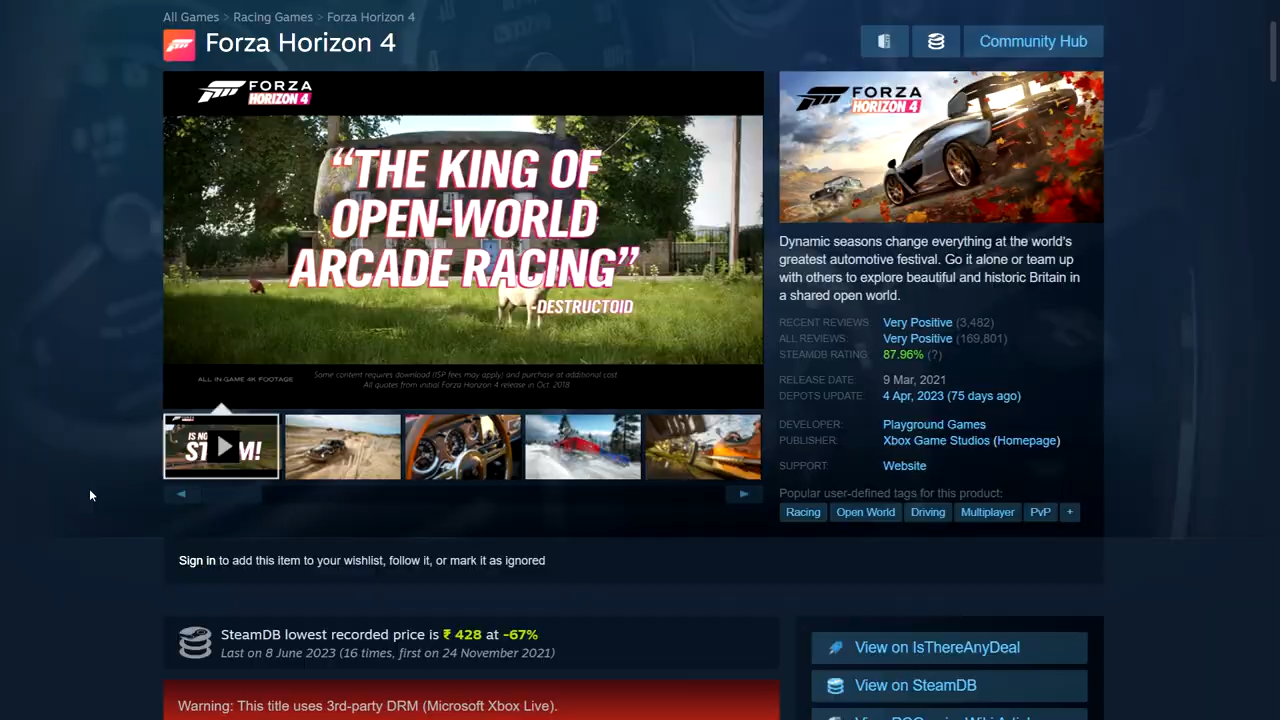 All Games > Racing Games > Forza Horizon 4
Forza Horizon 4
Community Hub
FORZA
HORIZON 4
"THE KING OF
OPEN-WORLD
ARCADE RACING"
-DESTRUCTOID
ALL IN-GAME 4K FOOTAGE
Some content requires download (ISP fees may apply) and purchase at additional cost
All quotes from initial Forza Horizon 4 release in Oct 2018
FORZA
HORIZON 4
Dynamic seasons change everything at the world's
greatest automotive festival. Go it alone or team up
with others to explore beautiful and historic Britain in
a shared open world.
RECENT REVIEWS: Very Positive (3,482)
ALL REVIEWS: Very Positive (169,801)
STEAMDB RATING: 87.96% (?)
RELEASE DATE: 9 Mar, 2021
DEPOTS UPDATE: 4 Apr, 2023 (75 days ago)
DEVELOPER: Playground Games
PUBLISHER: Xbox Game Studios (Homepage)
SUPPORT: Website
Popular user-defined tags for this product:
Racing Open World Driving Multiplayer PvP +
Sign in to add this item to your wishlist, follow it, or mark it as ignored
SteamDB lowest recorded price is ₹ 428 at -67%
Last on 8 June 2023 (16 times, first on 24 November 2021)
Warning: This title uses 3rd-party DRM (Microsoft Xbox Live).
View on IsThereAnyDeal
View on SteamDB